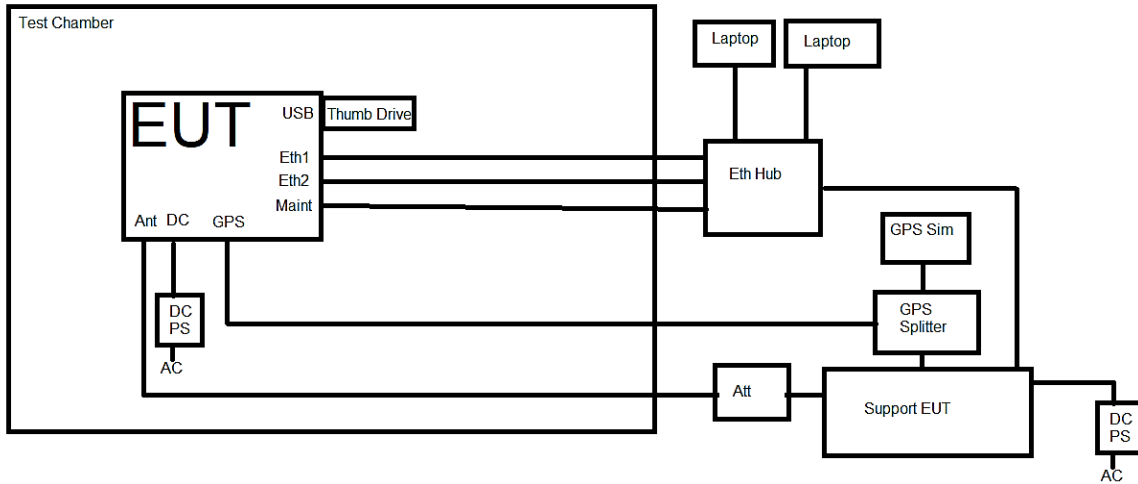 Test Chamber
Laptop
Laptop
EUT
USB
Thumb Drive
Eth1
Eth2
Maint
Eth Hub
Ant DC GPS
GPS Sim
DC
PS
AC
GPS
Splitter
Att
Support EUT
DC
PS
AC